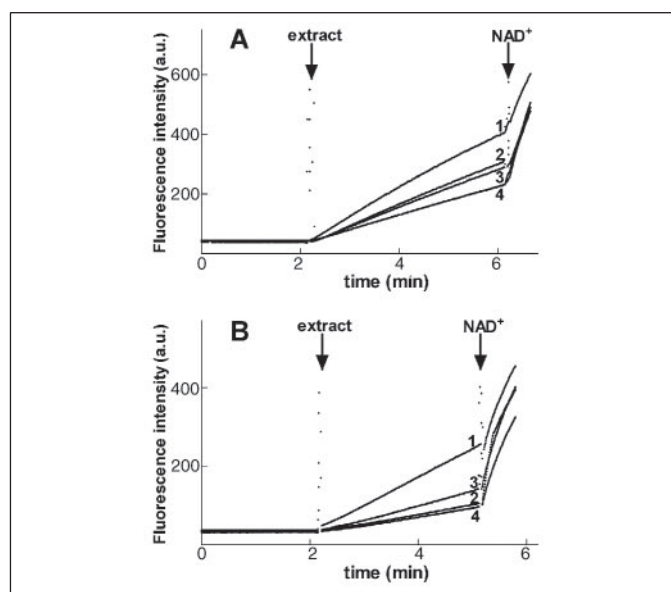 A
extract
NAD+
Fluorescence intensity (a.u.)
600
400
200
1
2
3
4
0
2
4
6
time (min)
B
extract
NAD+
Fluorescence intensity (a.u.)
400
200
1
3
2
4
0
2
4
6
time (min)